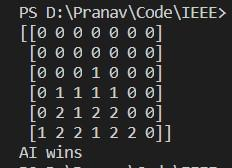 PS D:\Pranav\Code\IEEE>
[[0 0 0 0 0 0 0]
[0 0 0 0 0 0 0]
[0 0 0 1 0 0 0]
[0 1 1 1 1 0 0]
[0 2 1 2 2 0 0]
[1 2 2 1 2 2 0]]
AI wins